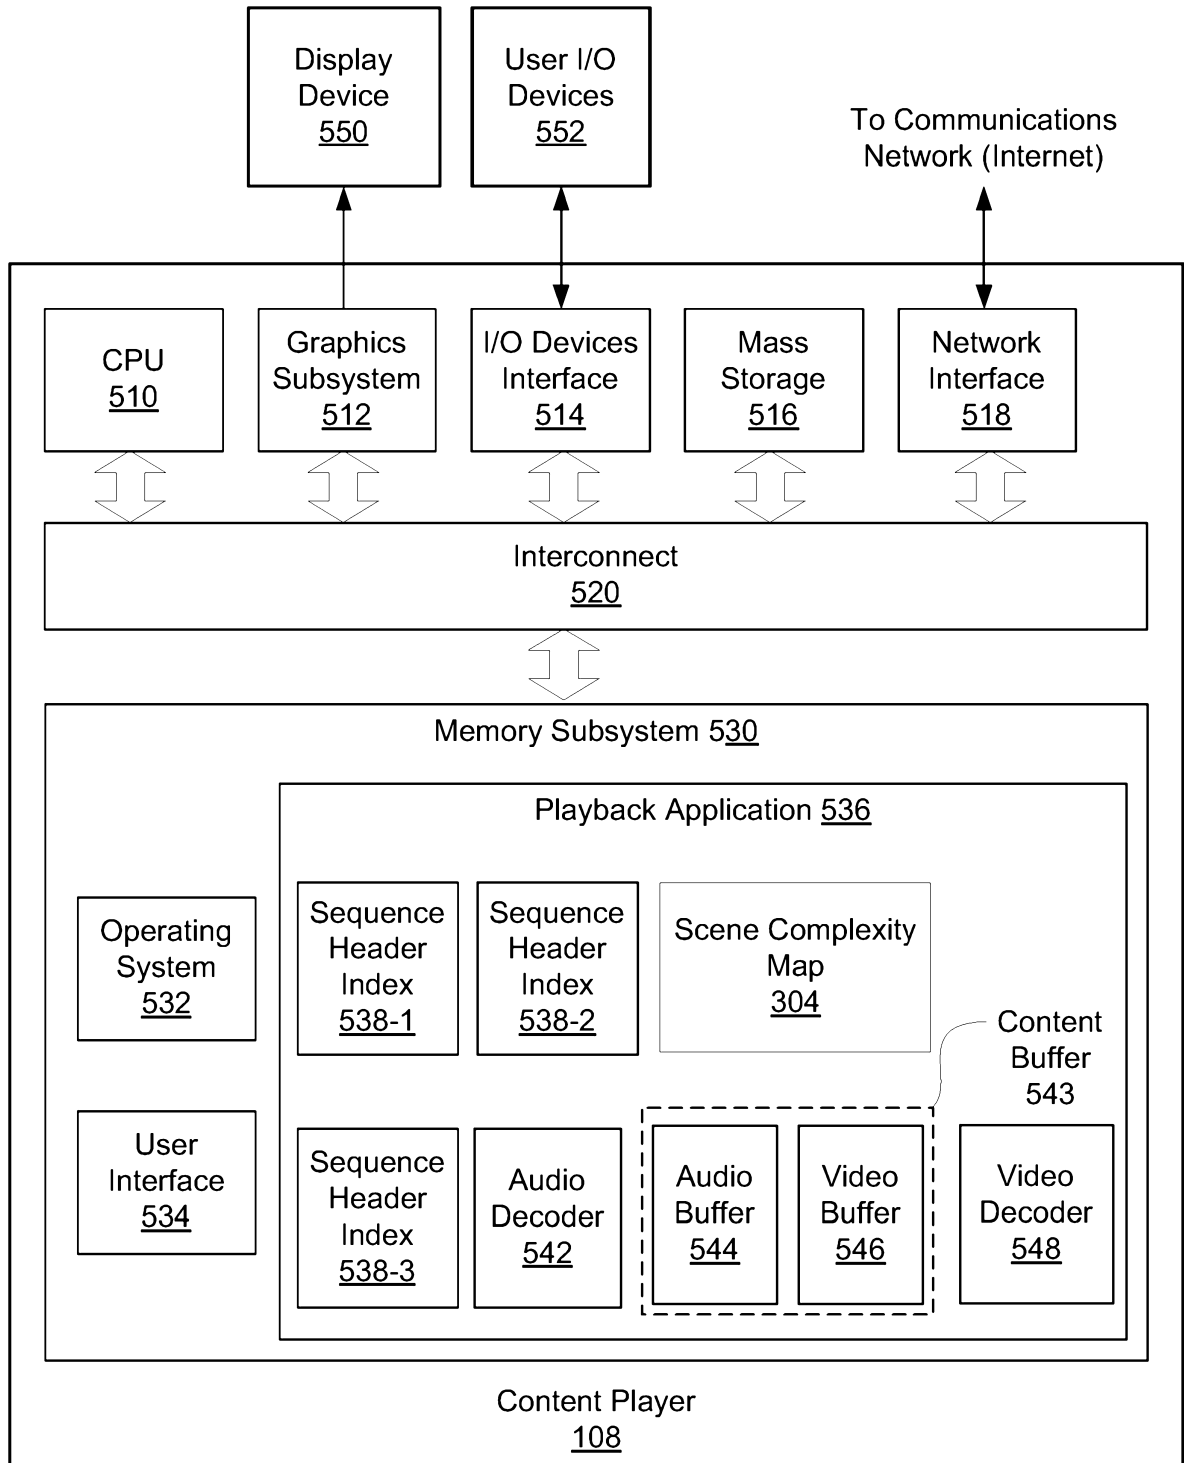 Display
Device
550
User I/O
Devices
552
To Communications
Network (Internet)
CPU
510
Graphics
Subsystem
512
I/O Devices
Interface
514
Mass
Storage
516
Network
Interface
518
Interconnect
520
Memory Subsystem 530
Playback Application 536
Operating
System
532
User
Interface
534
Sequence
Header
Index
538-1
Sequence
Header
Index
538-2
Scene Complexity
Map
304
Content
Buffer
543
Sequence
Header
Index
538-3
Audio
Decoder
542
Audio
Buffer
544
Video
Buffer
546
Video
Decoder
548
Content Player
108